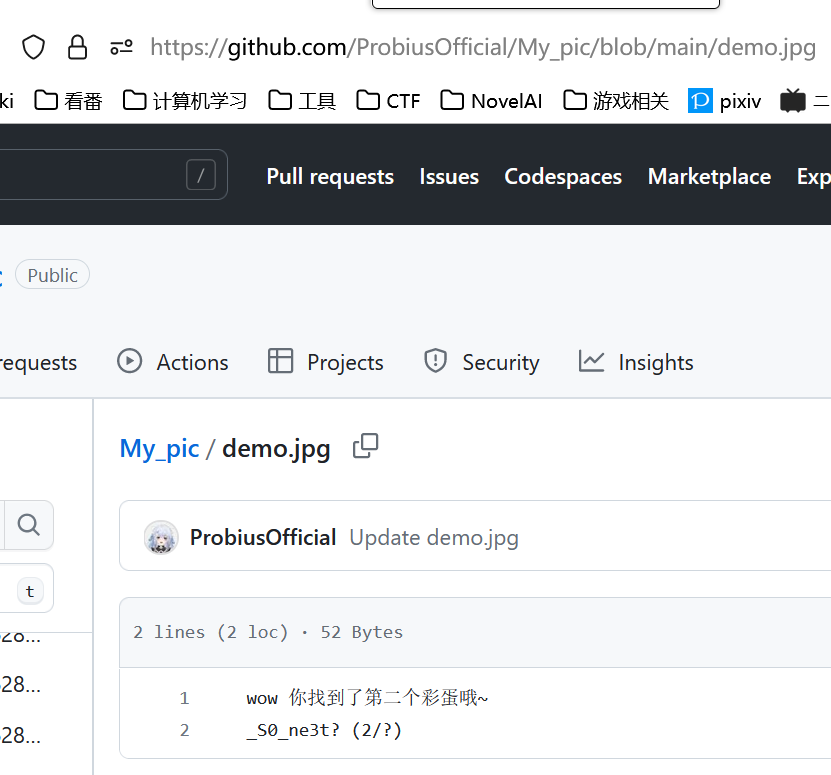 https://github.com/ProbiusOfficial/My_pic/blob/main/demo.jpg
ki 看番 计算机学习 工具 CTF NovelAI 游戏相关 pixiv 二
/ Pull requests Issues Codespaces Marketplace Exp
Public
requests Actions Projects Security Insights
My_pic / demo.jpg
ProbiusOfficial Update demo.jpg
t
2 lines (2 loc) · 52 Bytes
28...
28...
28...
1 wow 你找到了第二个彩蛋哦~
2 _S0_ne3t? (2/?)